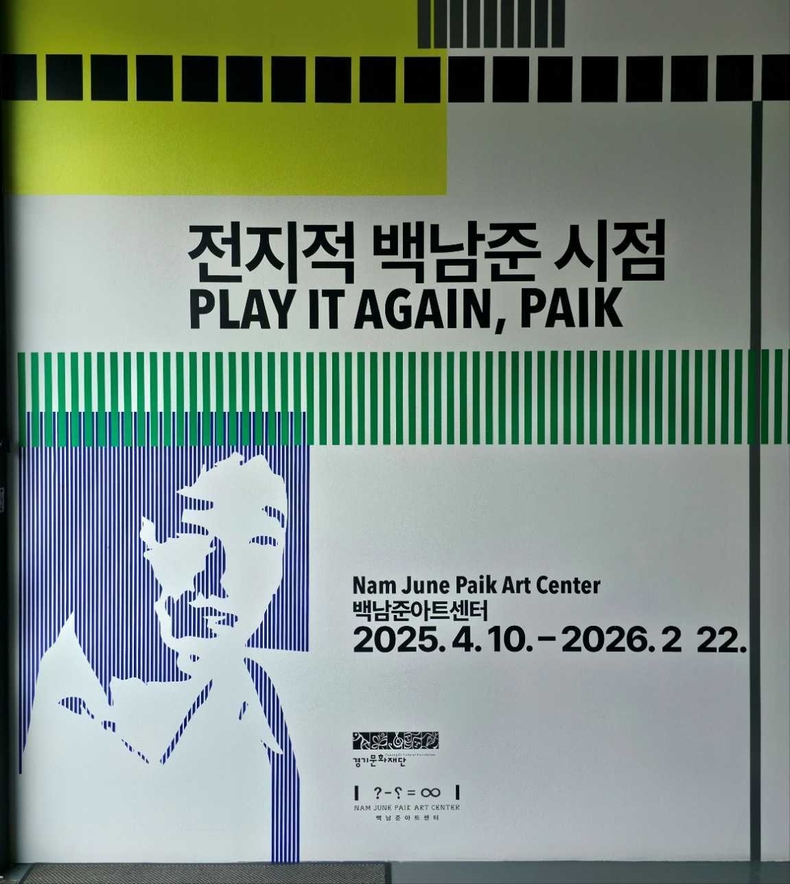 전지적 백남준 시점
PLAY IT AGAIN, PAIK
Nam June Paik Art Center
백남준아트센터
2025. 4. 10. – 2026. 2 22.
경기문화재단
NAM JUNE PAIK ART CENTER
백남준아트센터